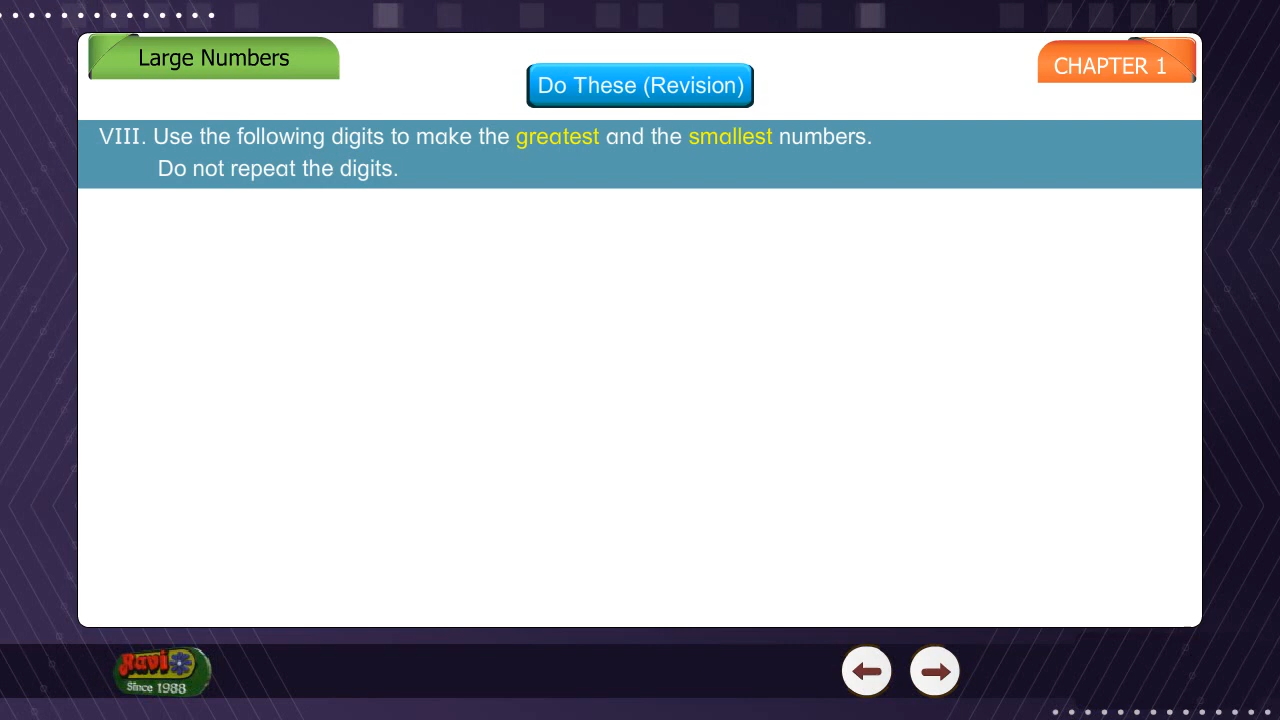 Large Numbers
CHAPTER 1
Do These (Revision)
VIII. Use the following digits to make the greatest and the smallest numbers.
Do not repeat the digits.
Ravi
Since 1988